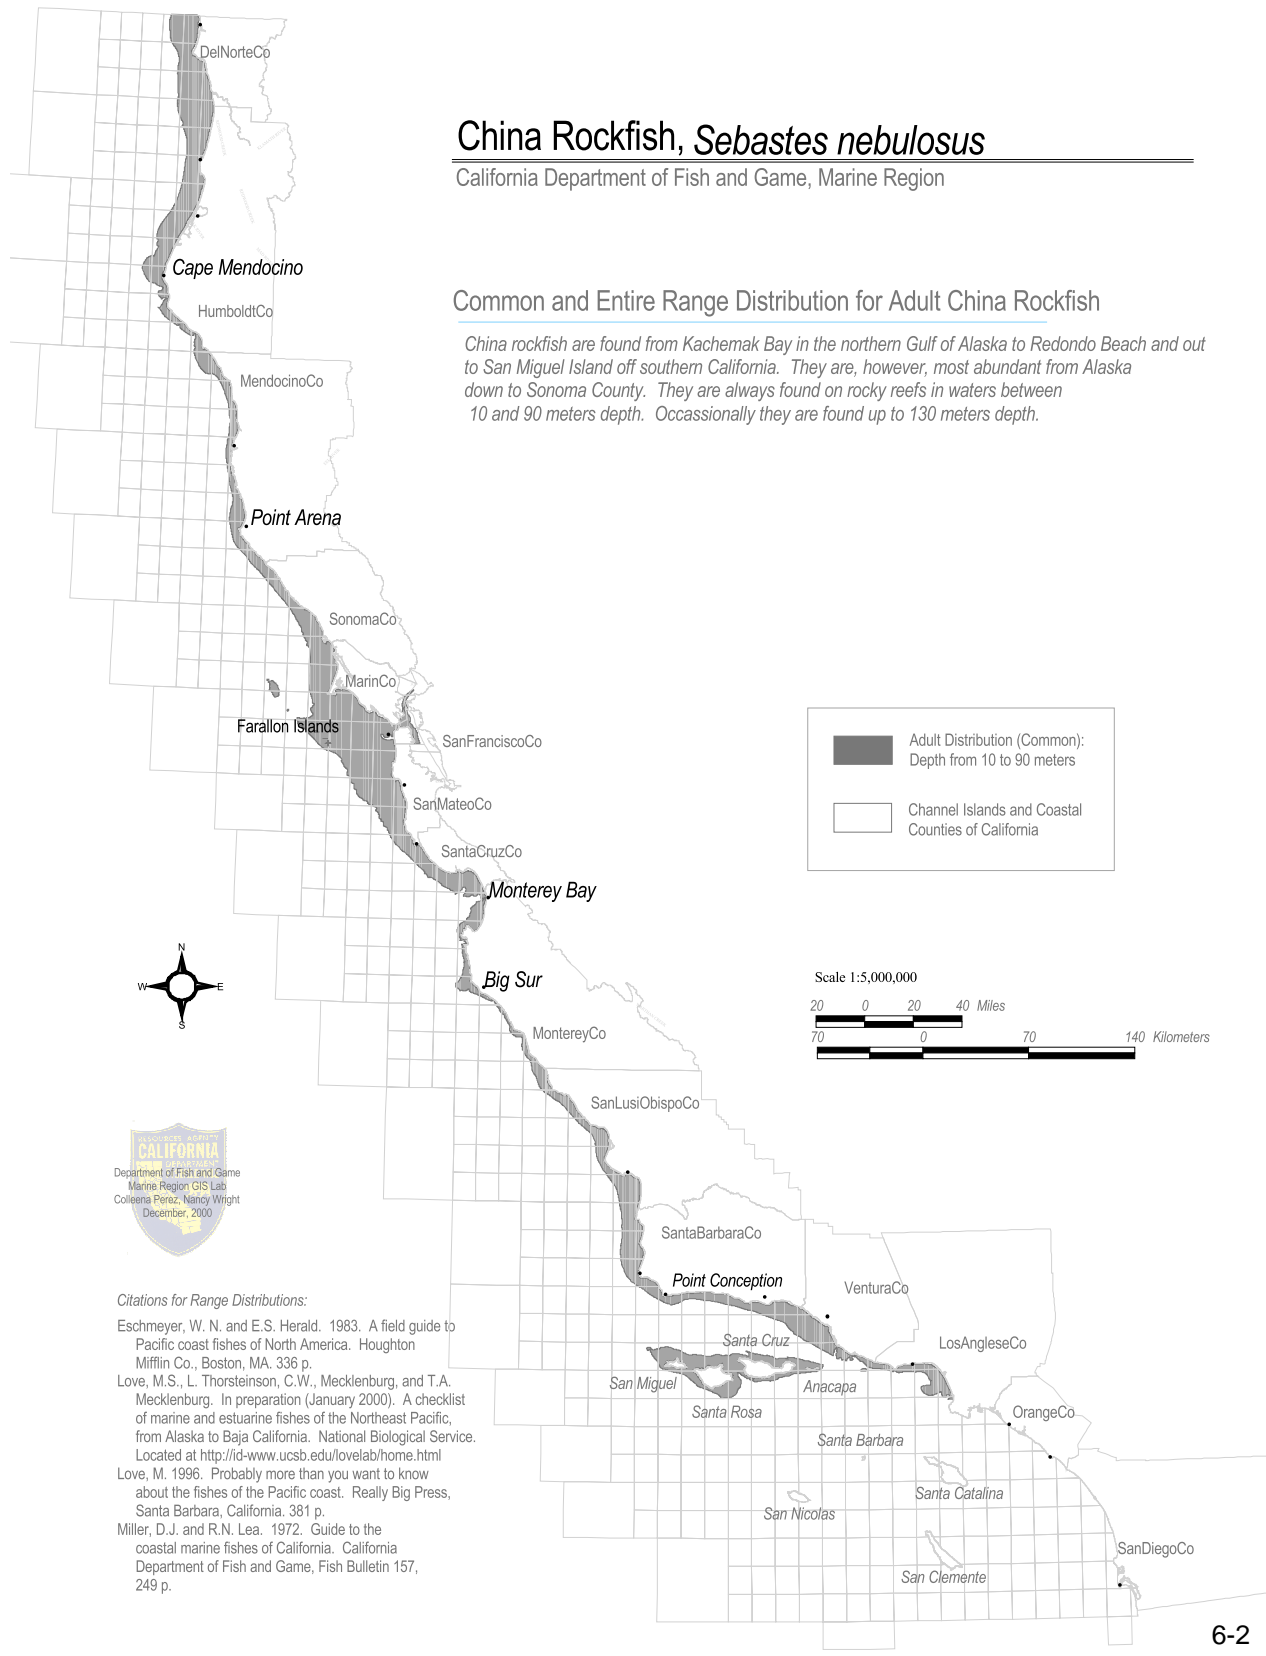 DelNorteCo
China Rockfish, Sebastes nebulosus
California Department of Fish and Game, Marine Region
Cape Mendocino
HumboldtCo
Common and Entire Range Distribution for Adult China Rockfish
China rockfish are found from Kachemak Bay in the northern Gulf of Alaska to Redondo Beach and out
to San Miguel Island off southern California. They are, however, most abundant from Alaska
down to Sonoma County. They are always found on rocky reefs in waters between
10 and 90 meters depth. Occassionally they are found up to 130 meters depth.
MendocinoCo
Point Arena
SonomaCo
MarinCo
Farallon Islands
SanFranciscoCo
SanMateoCo
SantaCruzCo
Monterey Bay
Big Sur
MontereyCo
SanLusiObispoCo
SantaBarbaraCo
Point Conception
VenturaCo
LosAngleseCo
Santa Cruz
San Miguel
Anacapa
Santa Rosa
OrangeCo
Santa Barbara
Santa Catalina
San Nicolas
SanDiegoCo
San Clemente
Adult Distribution (Common):
Depth from 10 to 90 meters
Channel Islands and Coastal
Counties of California
N
W
E
S
Scale 1:5,000,000
20 0 20 40 Miles
70 0 70 140 Kilometers
RESOURCES AGENCY
CALIFORNIA
DEPARTMENT
Department of Fish and Game
Marine Region GIS Lab
Colleena Perez, Nancy Wright
December, 2000
Citations for Range Distributions:
Eschmeyer, W. N. and E.S. Herald. 1983. A field guide to
Pacific coast fishes of North America. Houghton
Mifflin Co., Boston, MA. 336 p.
Love, M.S., L. Thorsteinson, C.W., Mecklenburg, and T.A.
Mecklenburg. In preparation (January 2000). A checklist
of marine and estuarine fishes of the Northeast Pacific,
from Alaska to Baja California. National Biological Service.
Located at http://id-www.ucsb.edu/lovelab/home.html
Love, M. 1996. Probably more than you want to know
about the fishes of the Pacific coast. Really Big Press,
Santa Barbara, California. 381 p.
Miller, D.J. and R.N. Lea. 1972. Guide to the
coastal marine fishes of California. California
Department of Fish and Game, Fish Bulletin 157,
249 p.
6-2